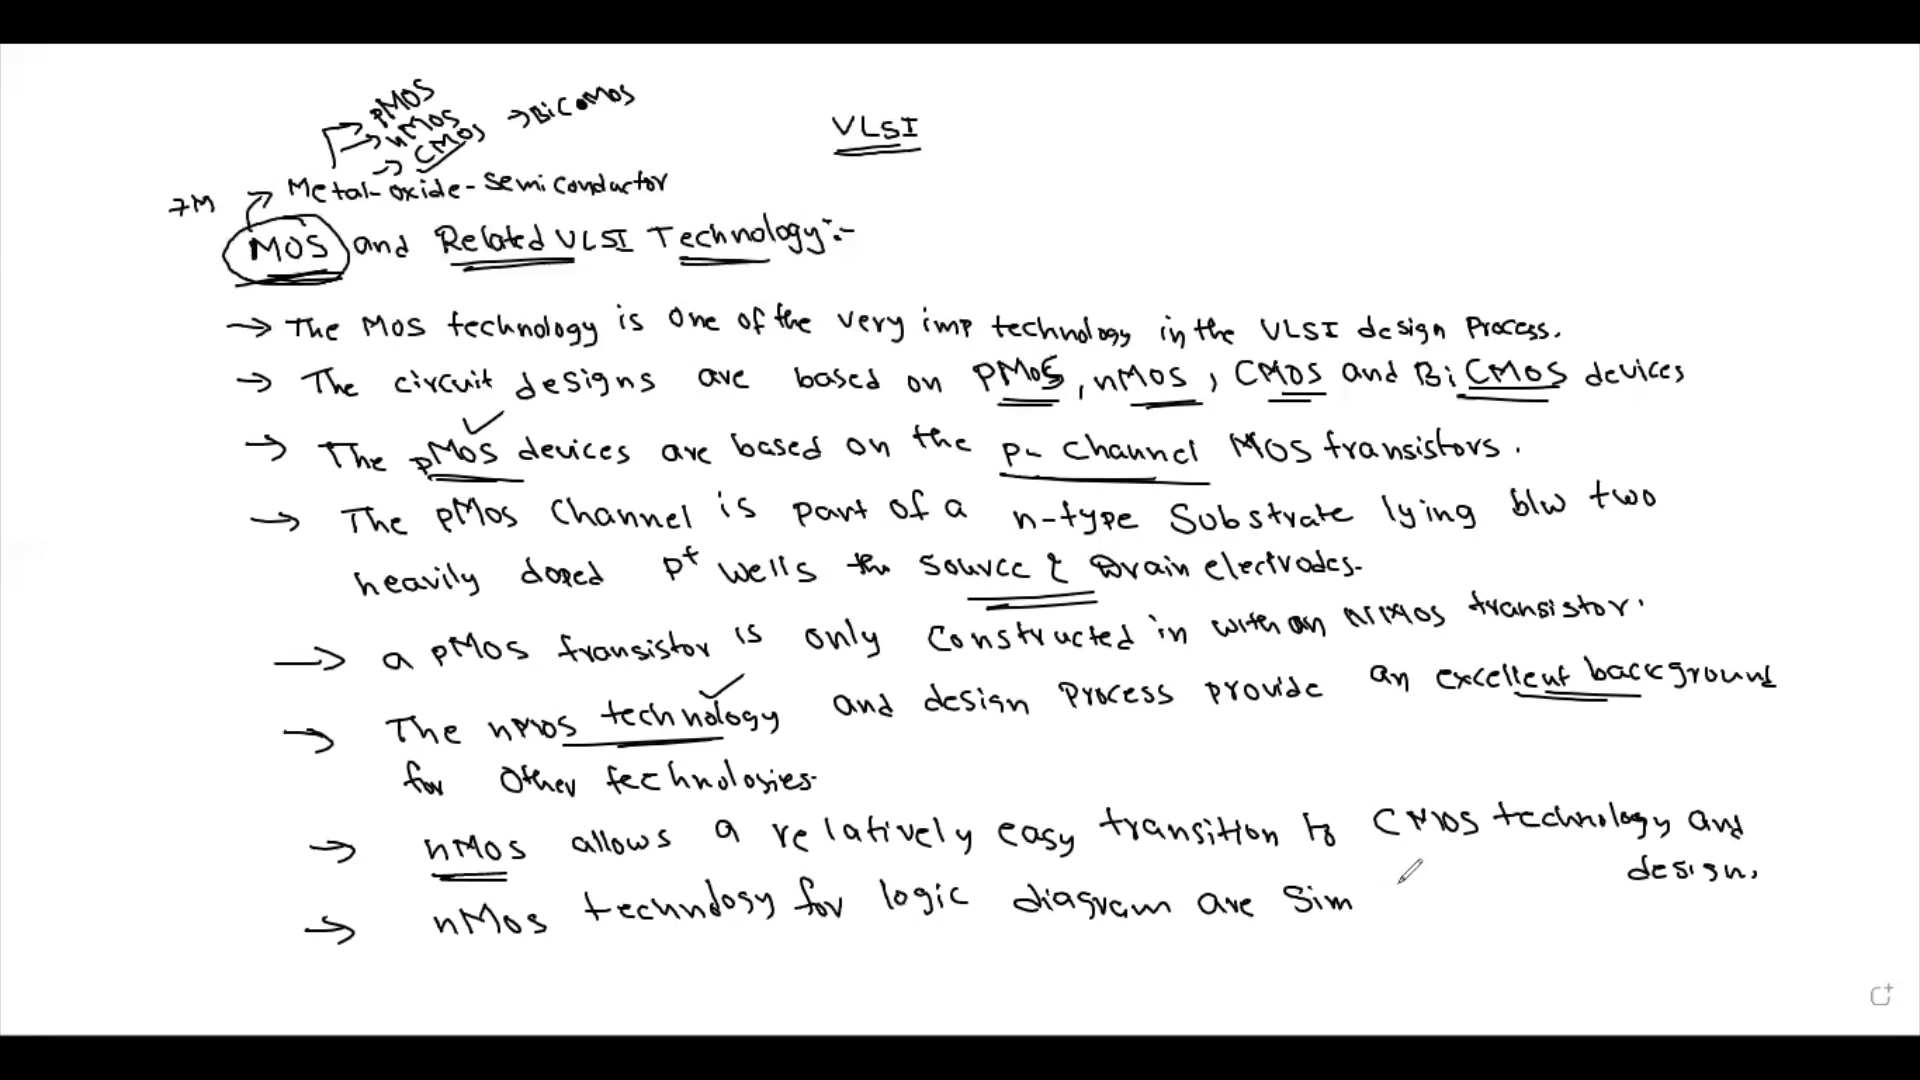 VLSI
→ pMOS
→ nMOS
→ CMOS → BiCMOS
7M → Metal-oxide-semiconductor
MOS and Related VLSI Technology:-
→ The MOS technology is one of the very imp technology in the VLSI design Process.
→ The circuit designs are based on PMOS, nMOS, CMOS and BiCMOS devices
→ The pMOS devices are based on the p-channel MOS transistors.
→ The pMOS channel is part of a n-type substrate lying b/w two
heavily doped p+ wells the source & Drain electrodes.
→ a pMOS transistor is only constructed in with an NMOS transistor.
→ The nMOS technology and design Process provide an excellent background
for other technologies.
→ nMOS allows a relatively easy transition to CMOS technology and
design.
→ nMOS technology for logic diagram are Sim